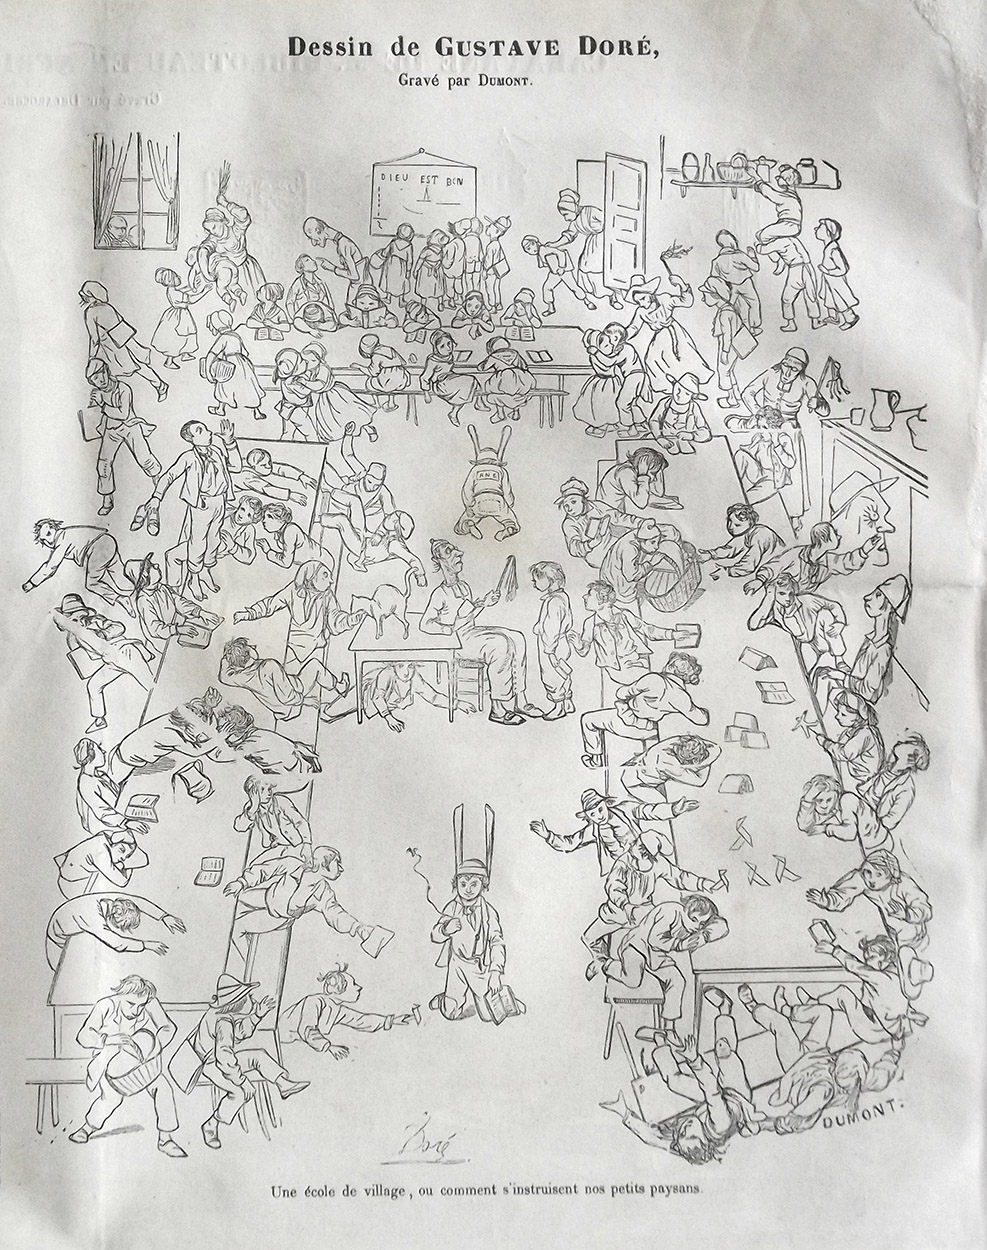 Dessin de GUSTAVE DORÉ,
Gravé par DUMONT.
DIEU EST BON
A
ANE
DUMONT.
Doré
Une école de village, ou comment s'instruisent nos petits paysans.